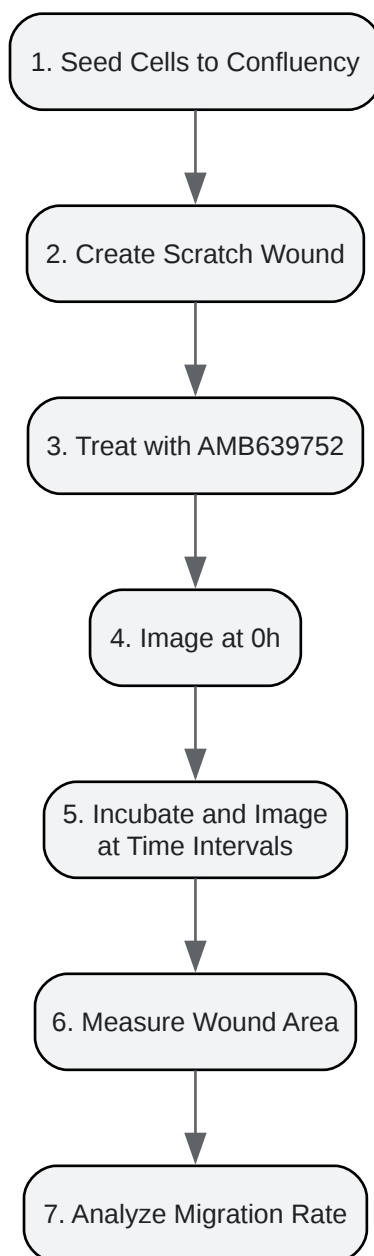 1. Seed Cells to Confluency
2. Create Scratch Wound
3. Treat with AMB639752
4. Image at 0h
5. Incubate and Image
at Time Intervals
6. Measure Wound Area
7. Analyze Migration Rate